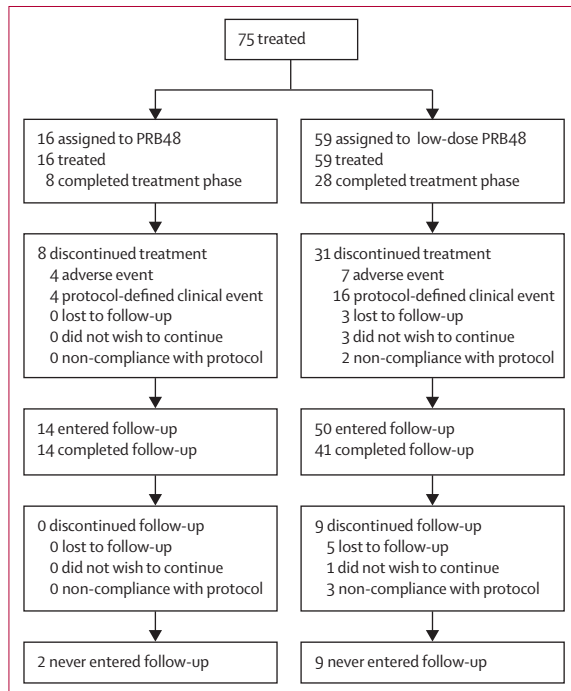 75 treated
16 assigned to PRB48
16 treated
8 completed treatment phase
59 assigned to low-dose PRB48
59 treated
28 completed treatment phase
8 discontinued treatment
4 adverse event
4 protocol-defined clinical event
0 lost to follow-up
0 did not wish to continue
0 non-compliance with protocol
31 discontinued treatment
7 adverse event
16 protocol-defined clinical event
3 lost to follow-up
3 did not wish to continue
2 non-compliance with protocol
14 entered follow-up
14 completed follow-up
50 entered follow-up
41 completed follow-up
0 discontinued follow-up
0 lost to follow-up
0 did not wish to continue
0 non-compliance with protocol
9 discontinued follow-up
5 lost to follow-up
1 did not wish to continue
3 non-compliance with protocol
2 never entered follow-up
9 never entered follow-up